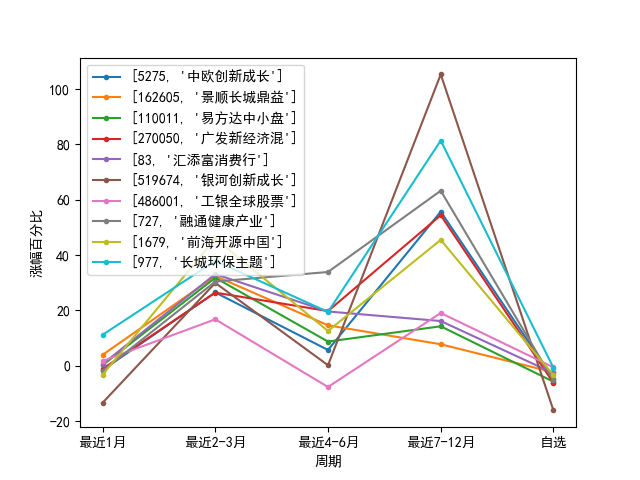 [5275, '中欧创新成长']
[162605, '景顺长城鼎益']
[110011, '易方达中小盘']
[270050, '广发新经济混']
[83, '汇添富消费行']
[519674, '银河创新成长']
[486001, '工银全球股票']
[727, '融通健康产业']
[1679, '前海开源中国']
[977, '长城环保主题']
涨幅百分比
100
80
60
40
20
0
−20
最近1月 最近2-3月 最近4-6月 最近7-12月 自选
周期